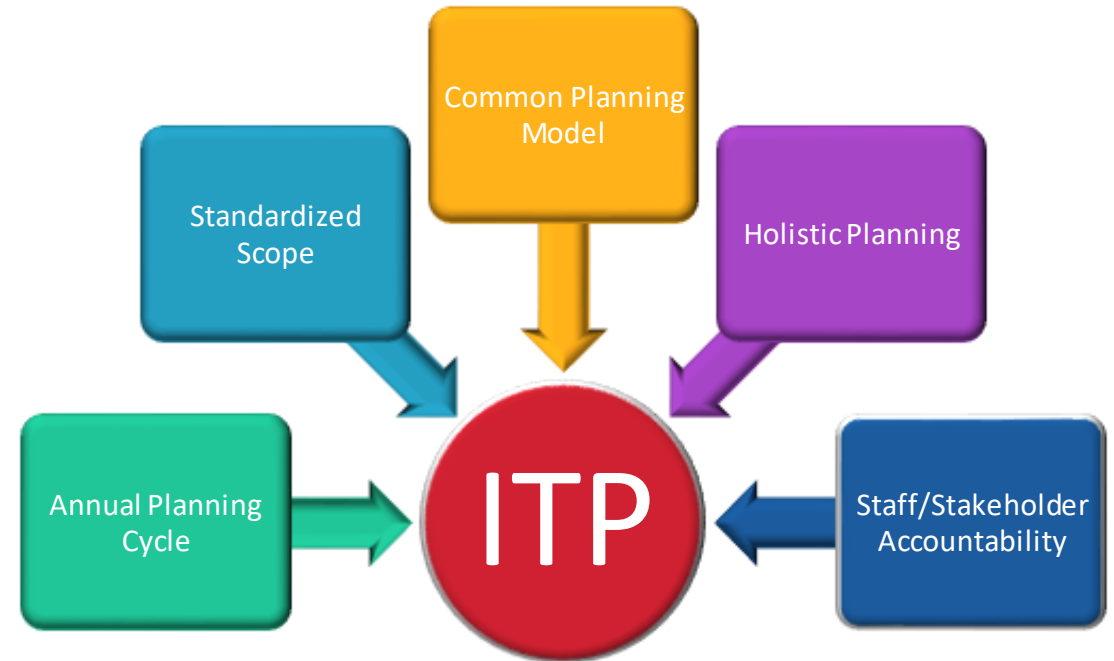 Common Planning
Model
Standardized
Scope
Holistic Planning
Annual Planning
Cycle
ITP
Staff/Stakeholder
Accountability